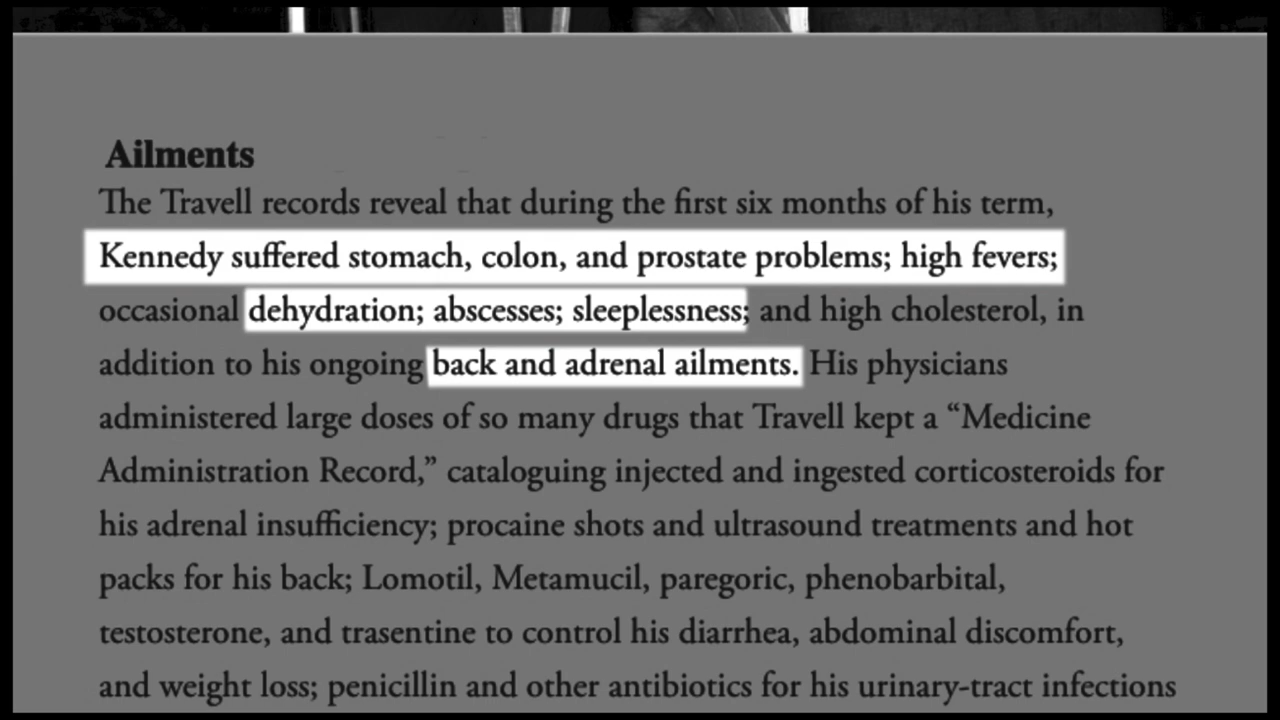 Ailments
The Travell records reveal that during the first six months of his term,
Kennedy suffered stomach, colon, and prostate problems; high fevers;
occasional dehydration; abscesses; sleeplessness; and high cholesterol, in
addition to his ongoing back and adrenal ailments. His physicians
administered large doses of so many drugs that Travell kept a “Medicine
Administration Record,” cataloguing injected and ingested corticosteroids for
his adrenal insufficiency; procaine shots and ultrasound treatments and hot
packs for his back; Lomotil, Metamucil, paregoric, phenobarbital,
testosterone, and trasentine to control his diarrhea, abdominal discomfort,
and weight loss; penicillin and other antibiotics for his urinary-tract infections